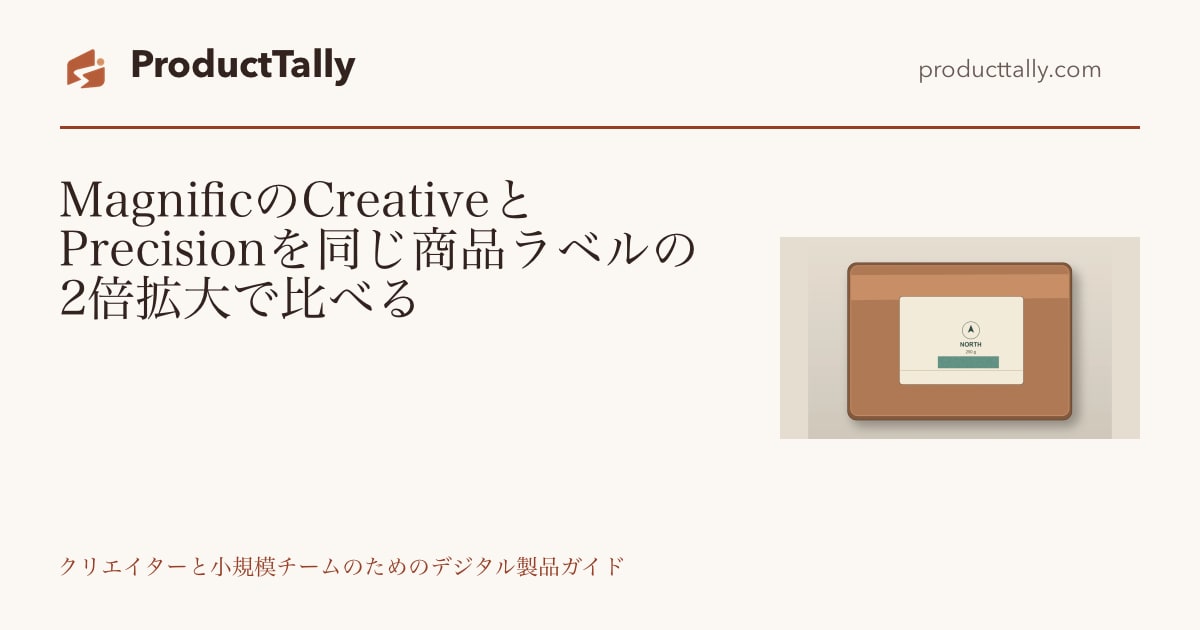 ProductTally
producttally.com
MagnificのCreativeと
Precisionを同じ商品ラベルの
2倍拡大で比べる
NORTH
250 g
クリエイターと小規模チームのためのデジタル製品ガイド